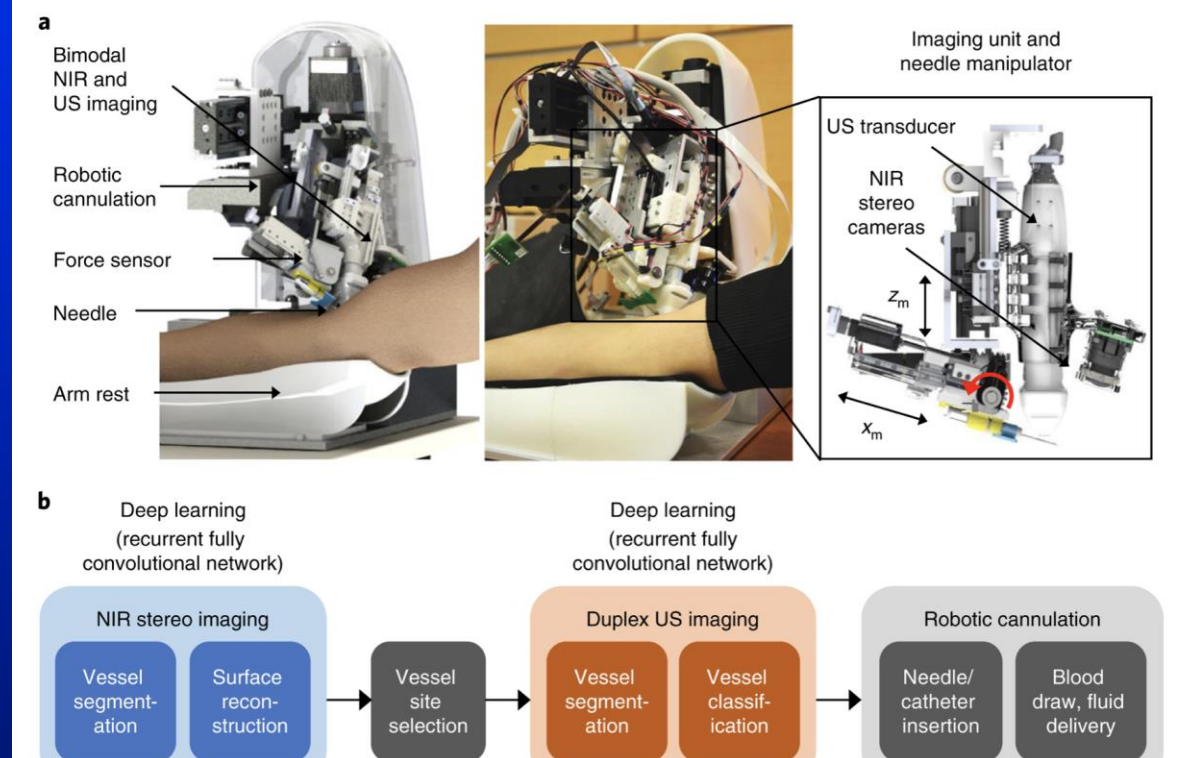 a
Bimodal
NIR and
US imaging
Robotic
cannulation
Force sensor
Needle
Arm rest
Imaging unit and
needle manipulator
US transducer
NIR
stereo
cameras
zm
xm
b
Deep learning
(recurrent fully
convolutional network)
NIR stereo imaging
Vessel
segment-
ation
Surface
recon-
struction
Vessel
site
selection
Deep learning
(recurrent fully
convolutional network)
Duplex US imaging
Vessel
segment-
ation
Vessel
classif-
ication
Robotic cannulation
Needle/
catheter
insertion
Blood
draw, fluid
delivery